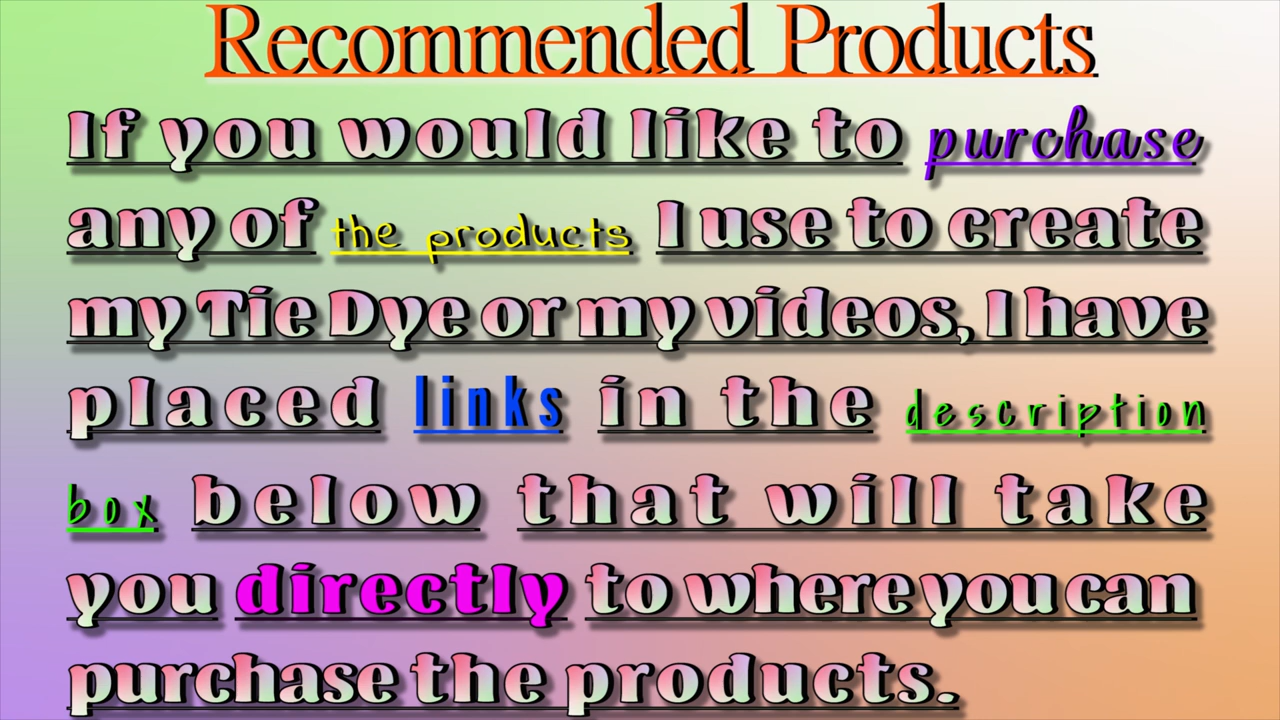 Recommended Products
If you would like to purchase
any of the products I use to create
my Tie Dye or my videos, I have
placed links in the description
box below that will take
you directly to where you can
purchase the products.